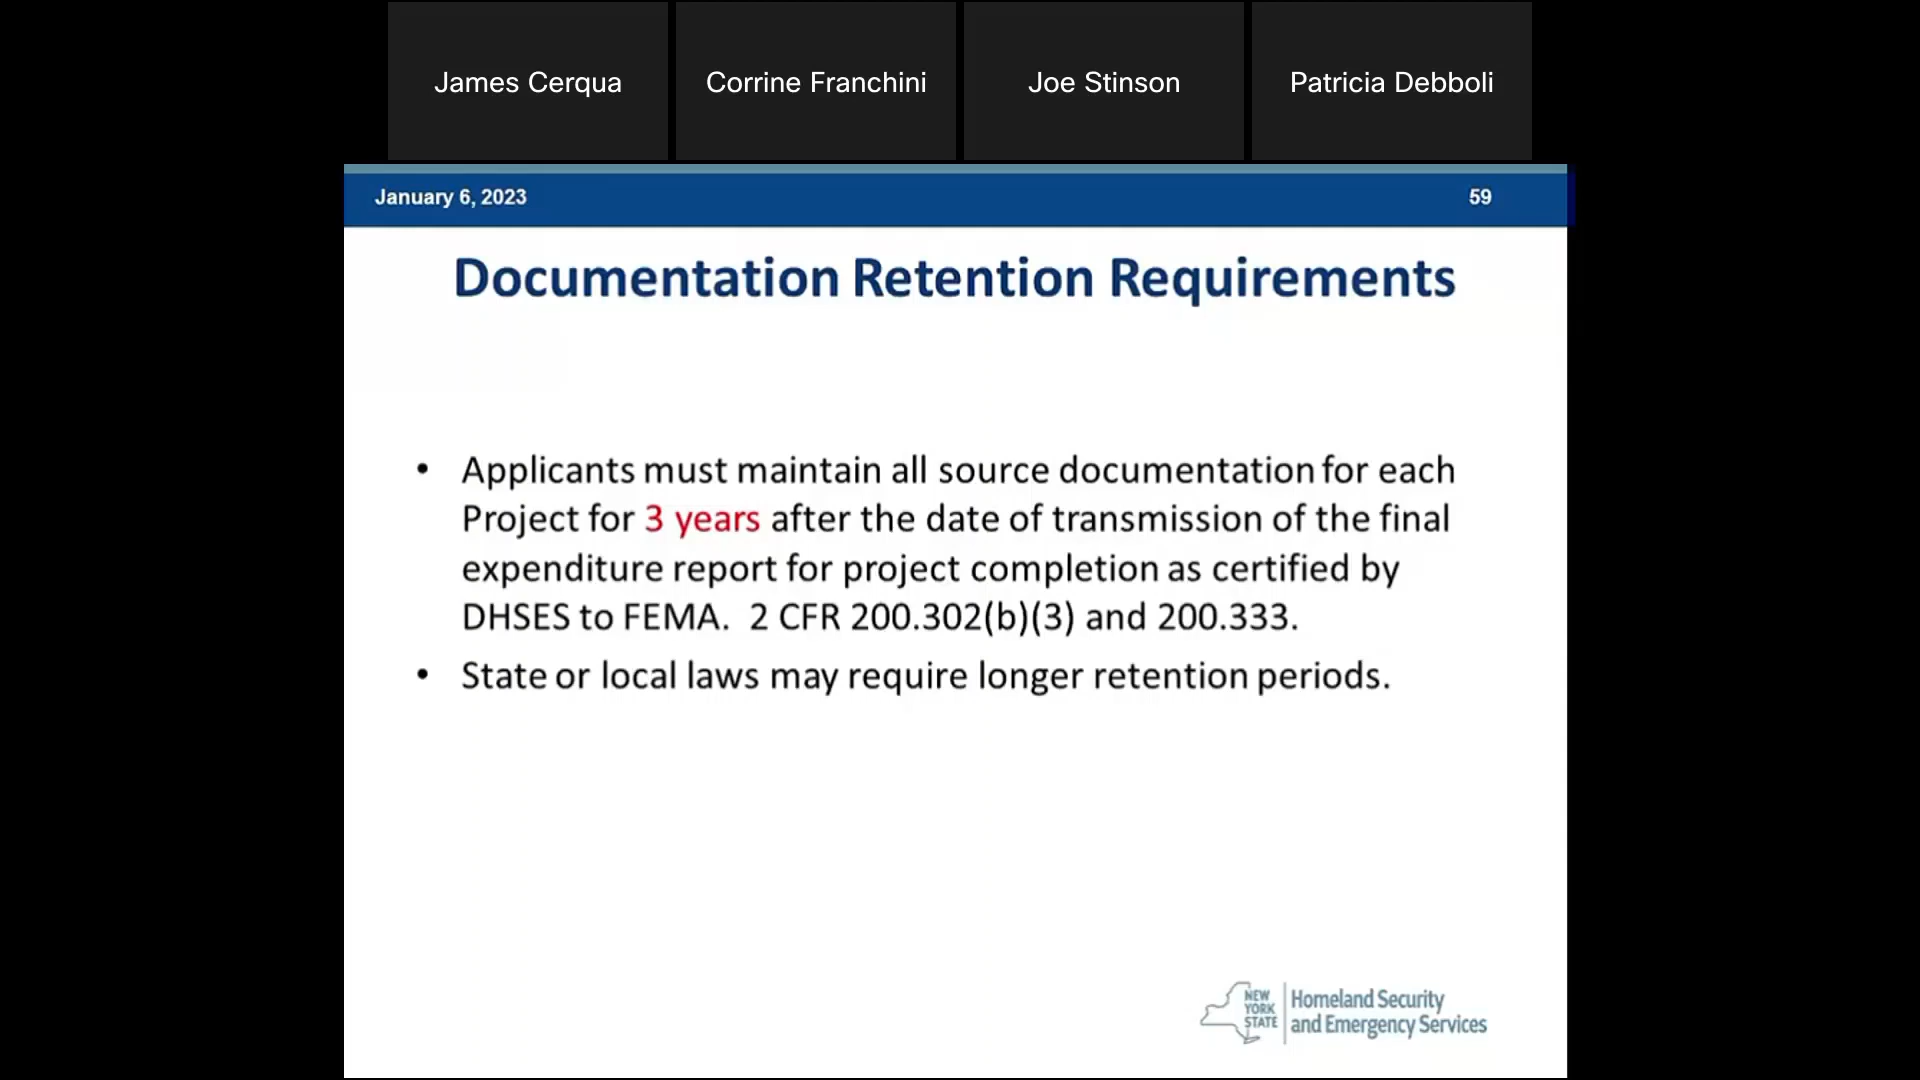 James Cerqua
Corrine Franchini
Joe Stinson
Patricia Debboli
January 6, 2023
59
Documentation Retention Requirements
• Applicants must maintain all source documentation for each
Project for 3 years after the date of transmission of the final
expenditure report for project completion as certified by
DHSES to FEMA.  2 CFR 200.302(b)(3) and 200.333.
• State or local laws may require longer retention periods.
NEW
YORK
STATE
Homeland Security
and Emergency Services